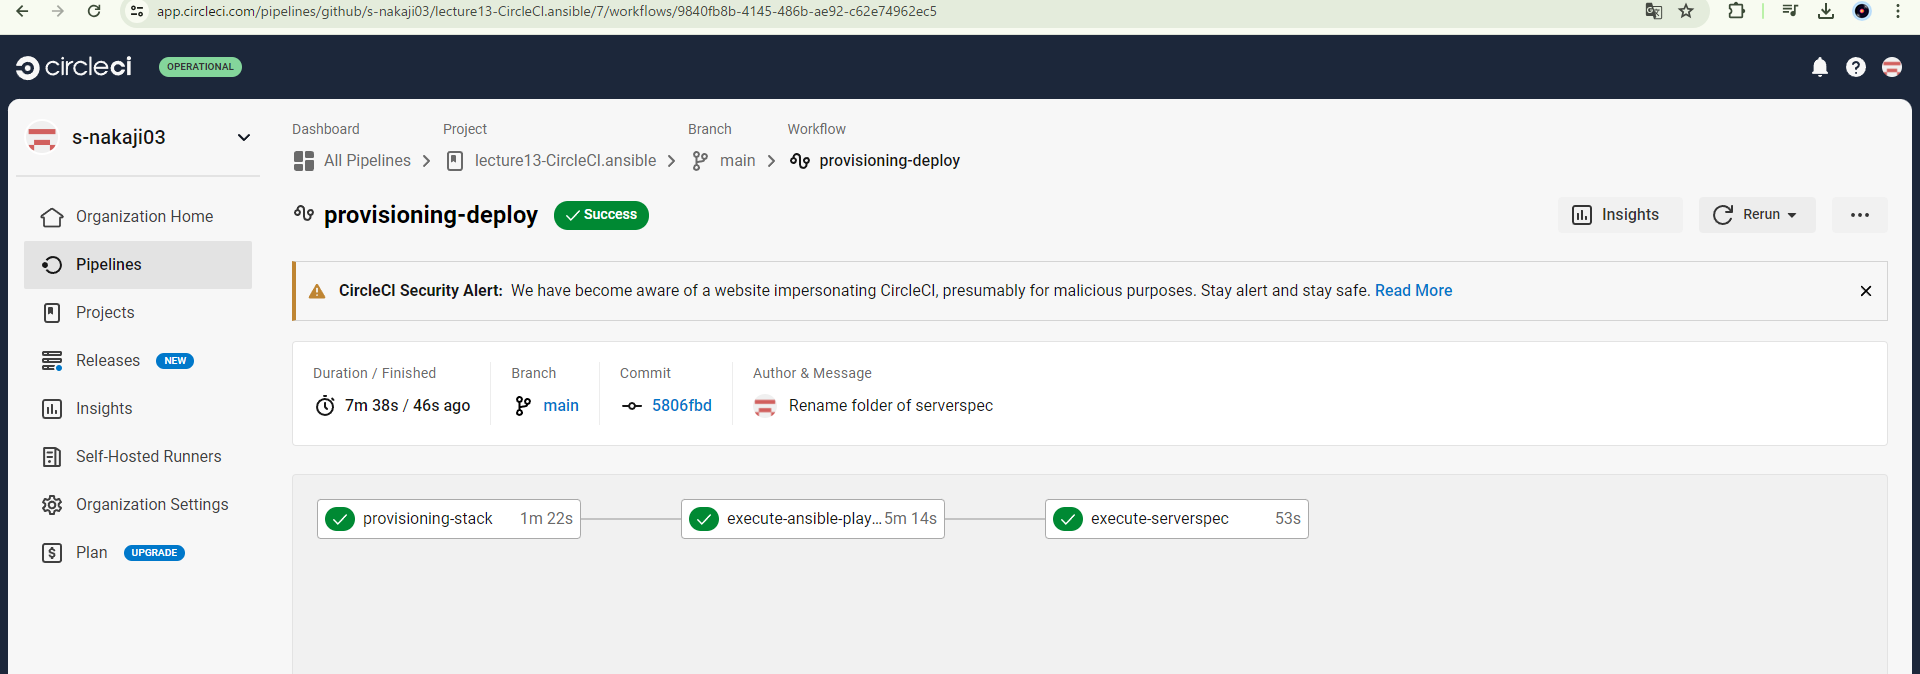 app.circleci.com/pipelines/github/s-nakaji03/lecture13-CircleCI.ansible/7/workflows/9840fb8b-4145-486b-ae92-c62e74962ec5
circleci OPERATIONAL
s-nakaji03
Organization Home
Pipelines
Projects
Releases NEW
Insights
Self-Hosted Runners
Organization Settings
Plan UPGRADE
Dashboard Project Branch Workflow
All Pipelines lecture13-CircleCI.ansible main provisioning-deploy
provisioning-deploy Success Insights Rerun
CircleCI Security Alert: We have become aware of a website impersonating CircleCI, presumably for malicious purposes. Stay alert and stay safe. Read More
Duration / Finished Branch Commit Author & Message
7m 38s / 46s ago main 5806fbd Rename folder of serverspec
provisioning-stack 1m 22s execute-ansible-play... 5m 14s execute-serverspec 53s